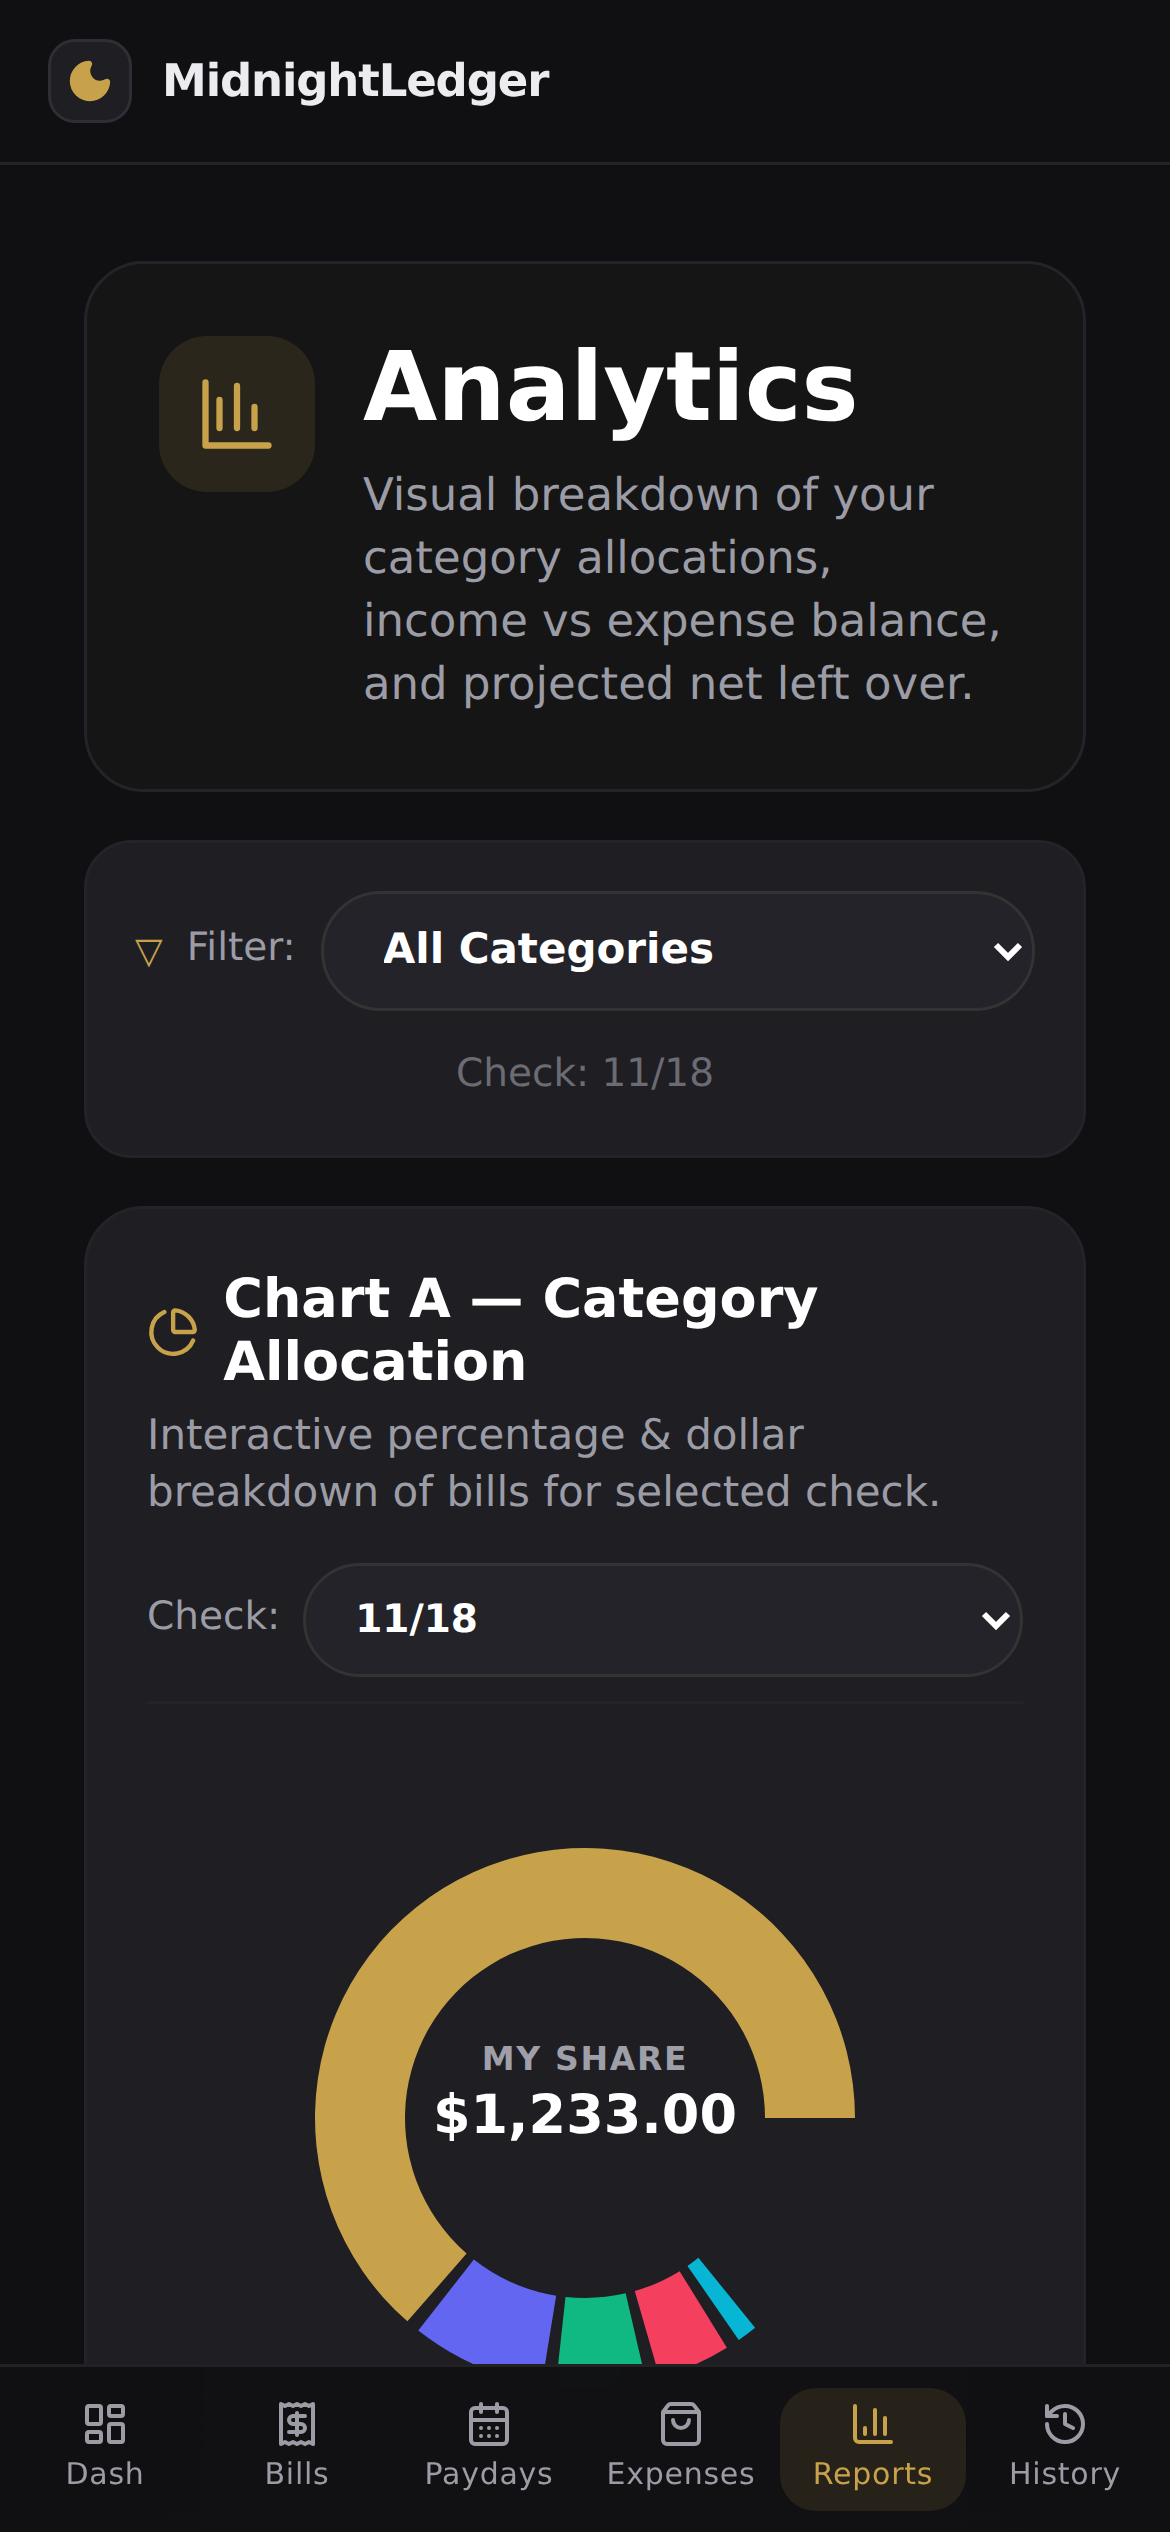 MidnightLedger
Analytics
Visual breakdown of your
category allocations,
income vs expense balance,
and projected net left over.
Filter:
All Categories
Check: 11/18
Chart A — Category
Allocation
Interactive percentage & dollar
breakdown of bills for selected check.
Check:
11/18
MY SHARE
$1,233.00
Dash
Bills
Paydays
Expenses
Reports
History